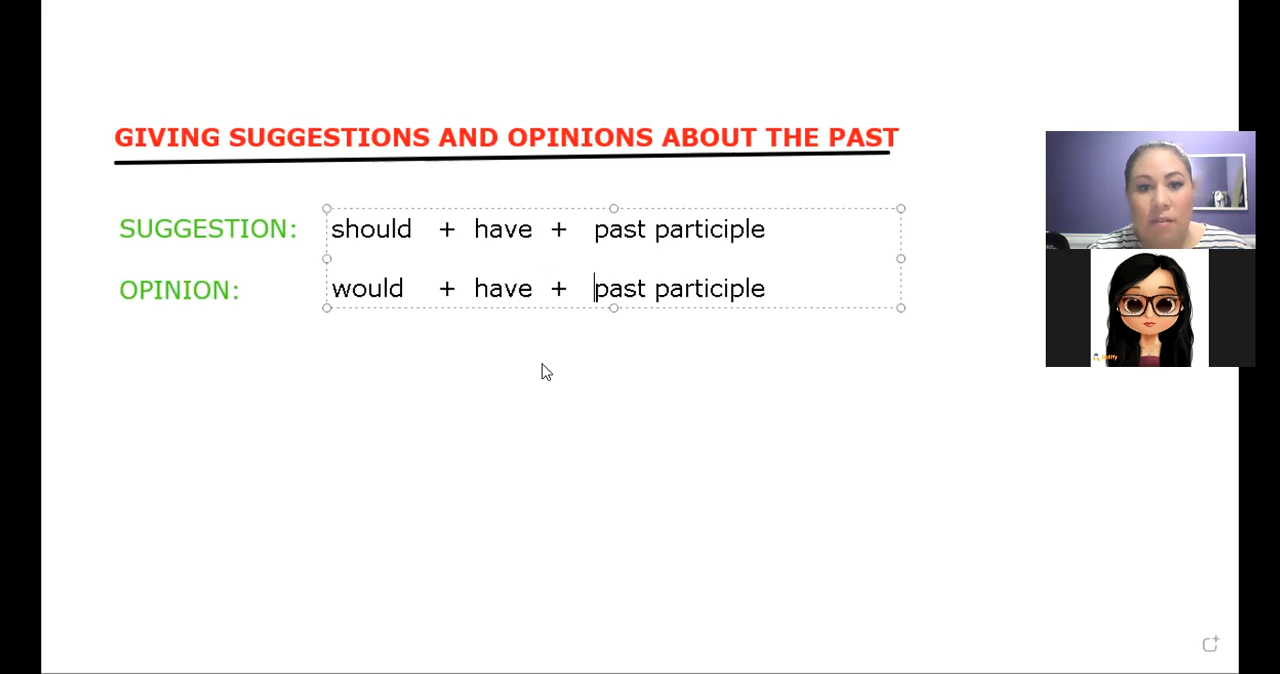 GIVING SUGGESTIONS AND OPINIONS ABOUT THE PAST
SUGGESTION: should + have + past participle
OPINION: would + have + past participle